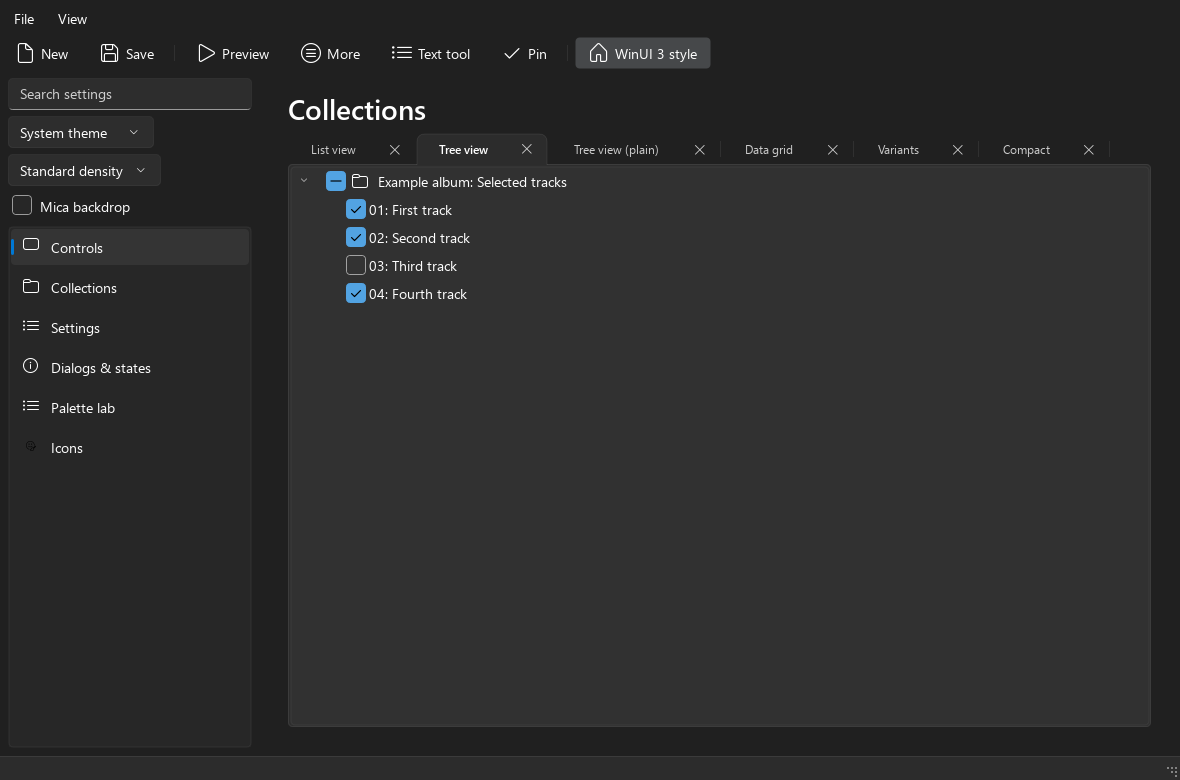 File View
New Save Preview More Text tool Pin WinUI 3 style
Search settings
System theme
Standard density
Mica backdrop
Controls
Collections
Settings
Dialogs & states
Palette lab
Icons
Collections
List view Tree view Tree view (plain) Data grid Variants Compact
Example album: Selected tracks
01: First track
02: Second track
03: Third track
04: Fourth track